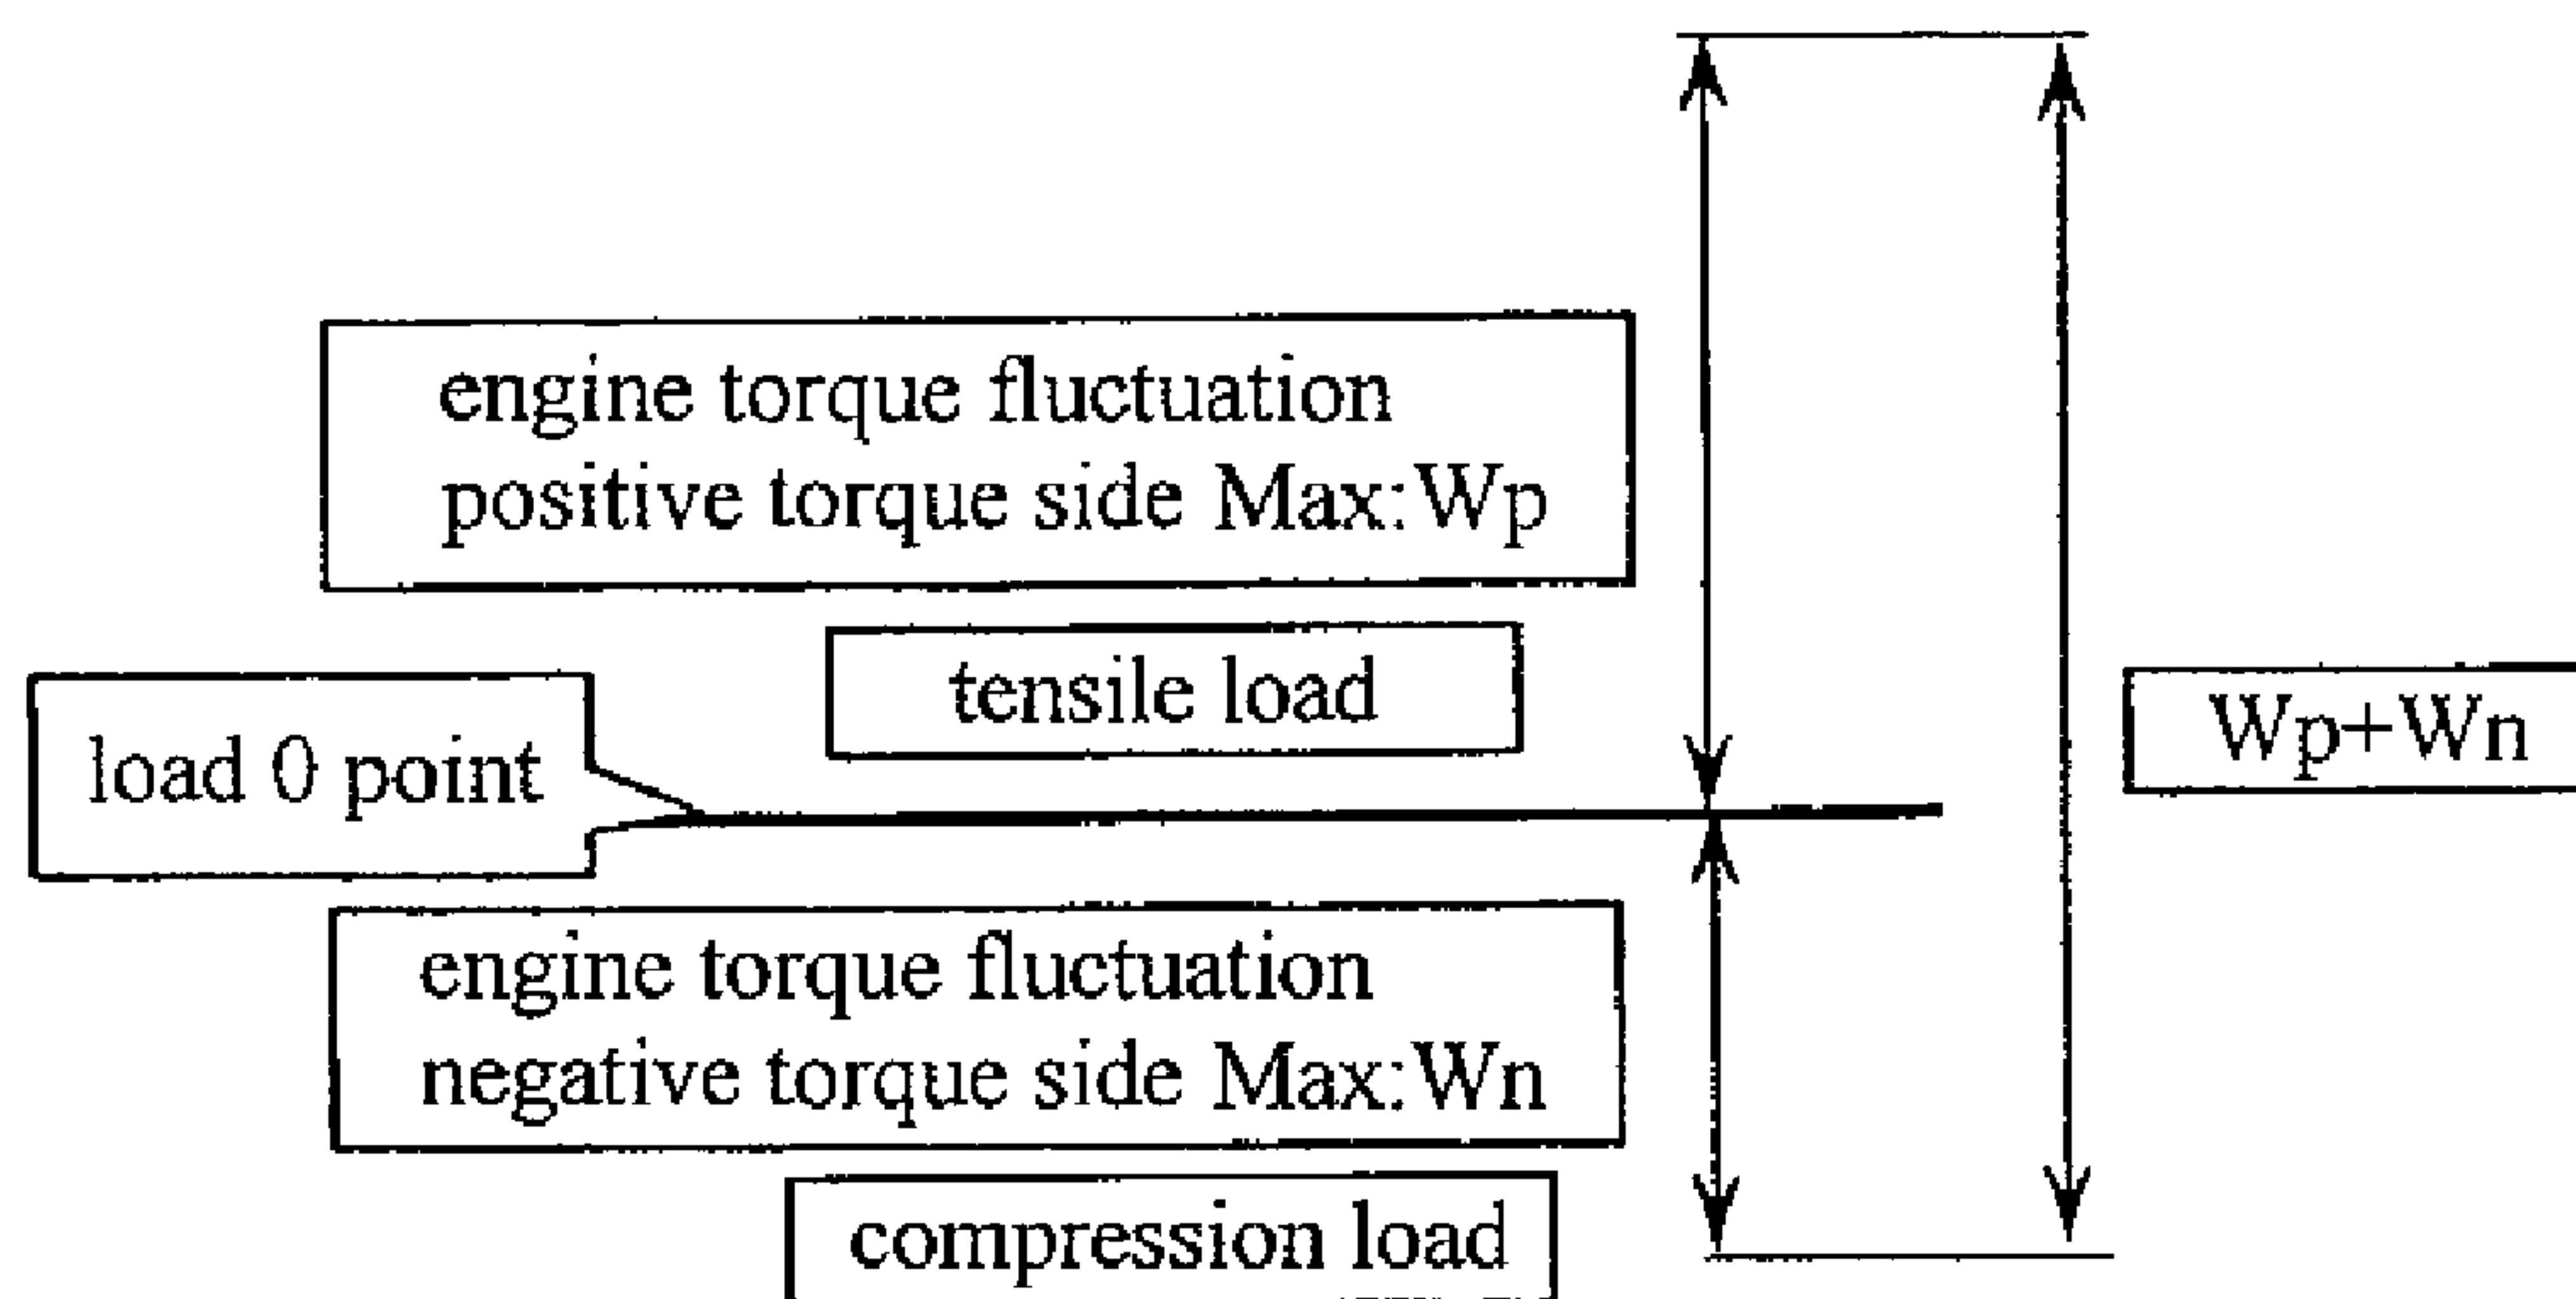 engine torque fluctuation
positive torque side Max:Wp
tensile load
load 0 point
Wp+Wn
engine torque fluctuation
negative torque side Max:Wn
compression load